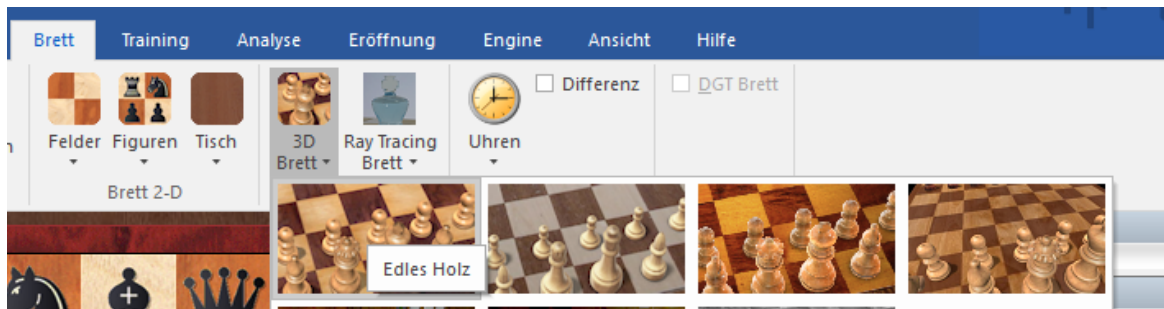 Brett Training Analyse Eröffnung Engine Ansicht Hilfe
Differenz DGT Brett
Felder Figuren Tisch 3D Brett Ray Tracing Brett Uhren
Brett 2-D
Edles Holz